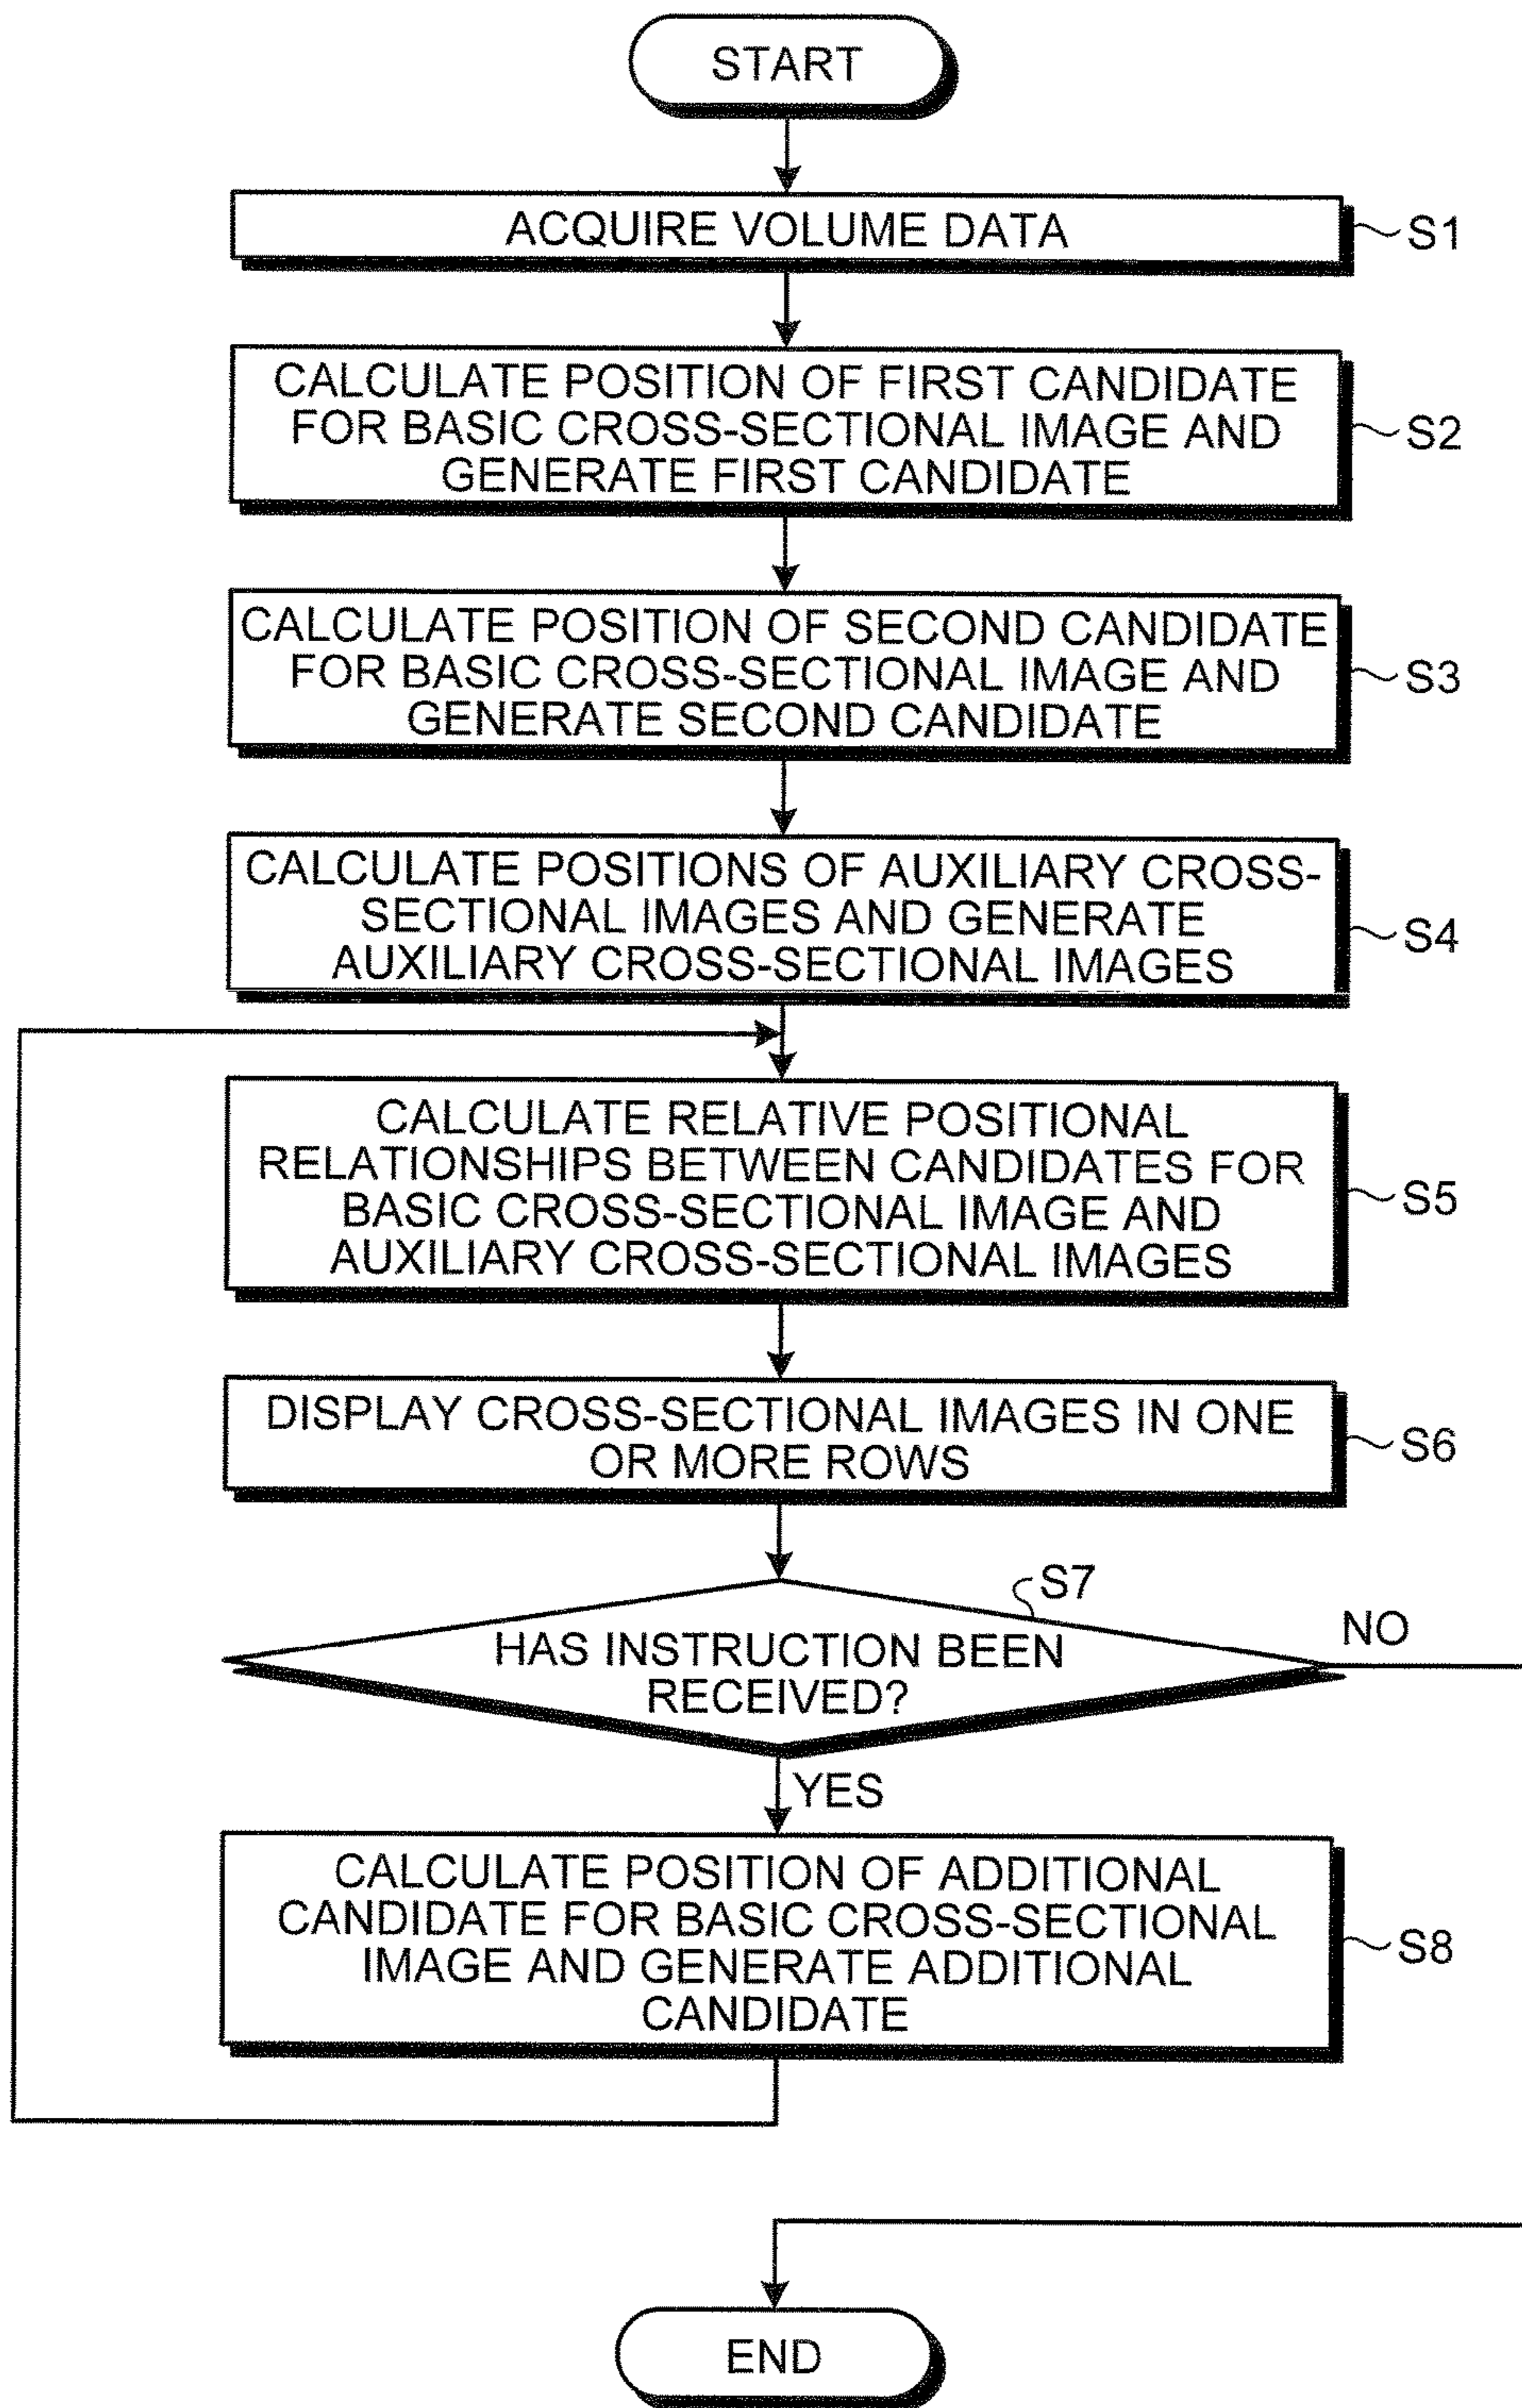 START
ACQUIRE VOLUME DATA
S1
CALCULATE POSITION OF FIRST CANDIDATE
FOR BASIC CROSS-SECTIONAL IMAGE AND
GENERATE FIRST CANDIDATE
S2
CALCULATE POSITION OF SECOND CANDIDATE
FOR BASIC CROSS-SECTIONAL IMAGE AND
GENERATE SECOND CANDIDATE
S3
CALCULATE POSITIONS OF AUXILIARY CROSS-
SECTIONAL IMAGES AND GENERATE
AUXILIARY CROSS-SECTIONAL IMAGES
S4
CALCULATE RELATIVE POSITIONAL
RELATIONSHIPS BETWEEN CANDIDATES FOR
BASIC CROSS-SECTIONAL IMAGE AND
AUXILIARY CROSS-SECTIONAL IMAGES
S5
DISPLAY CROSS-SECTIONAL IMAGES IN ONE
OR MORE ROWS
S6
S7
HAS INSTRUCTION BEEN
RECEIVED?
NO
YES
CALCULATE POSITION OF ADDITIONAL
CANDIDATE FOR BASIC CROSS-SECTIONAL
IMAGE AND GENERATE ADDITIONAL
CANDIDATE
S8
END